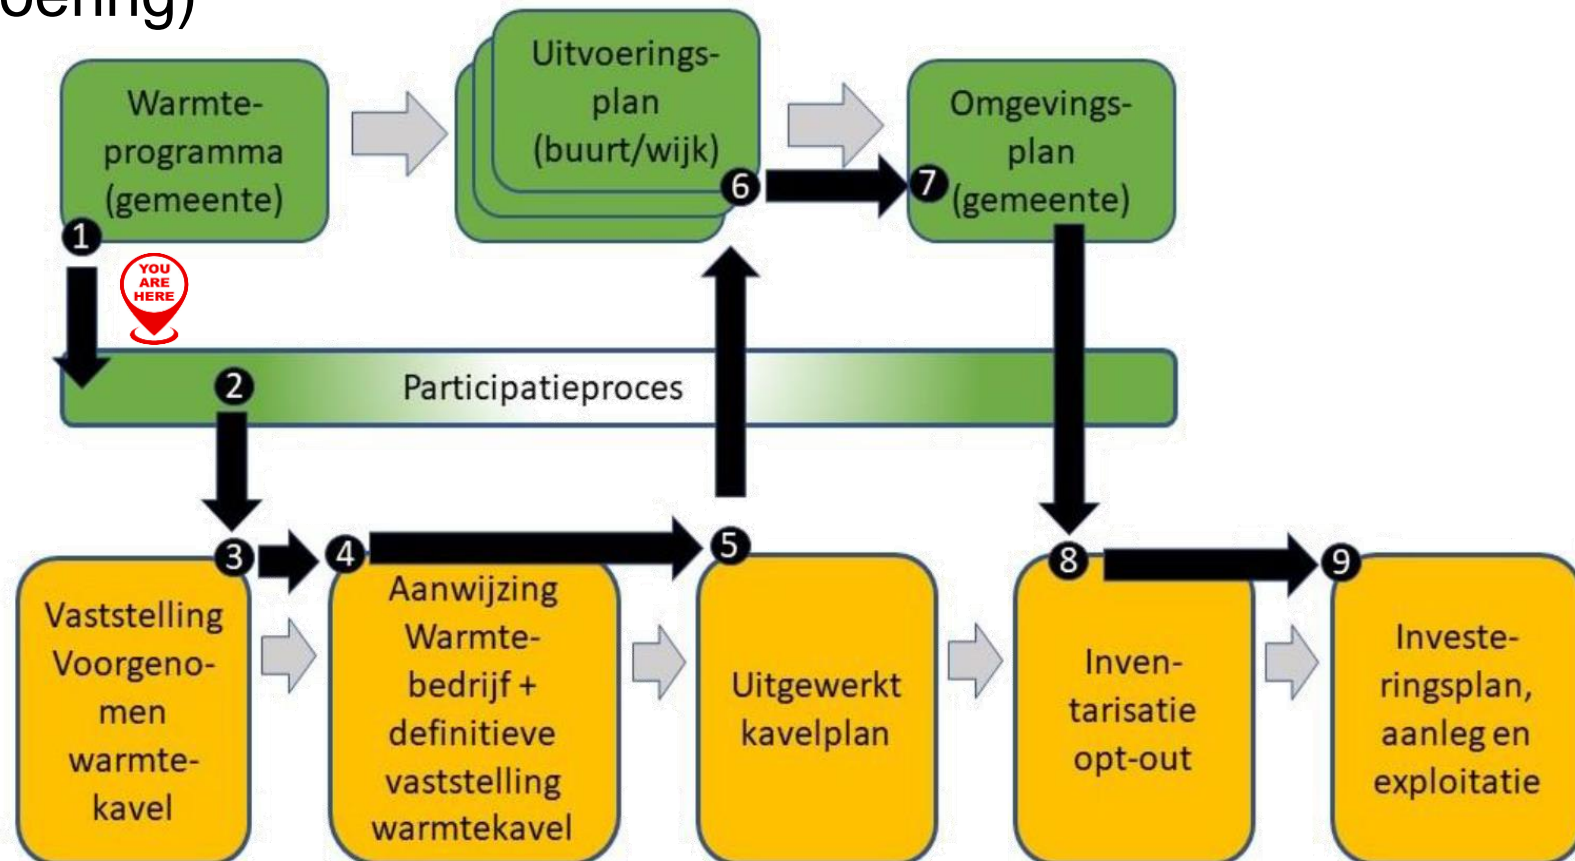 oering)
Warmte-
programma
(gemeente)
1
Uitvoerings-
plan
(buurt/wijk)
6
Omgevings-
plan
(gemeente)
7
YOU
ARE
HERE
2
Participatieproces
3
Vaststelling
Voorgeno-
men
warmte-
kavel
4
Aanwijzing
Warmte-
bedrijf +
definitieve
vaststelling
warmtekavel
5
Uitgewerkt
kavelplan
8
Inven-
tarisatie
opt-out
9
Investe-
ringsplan,
aanleg en
exploitatie